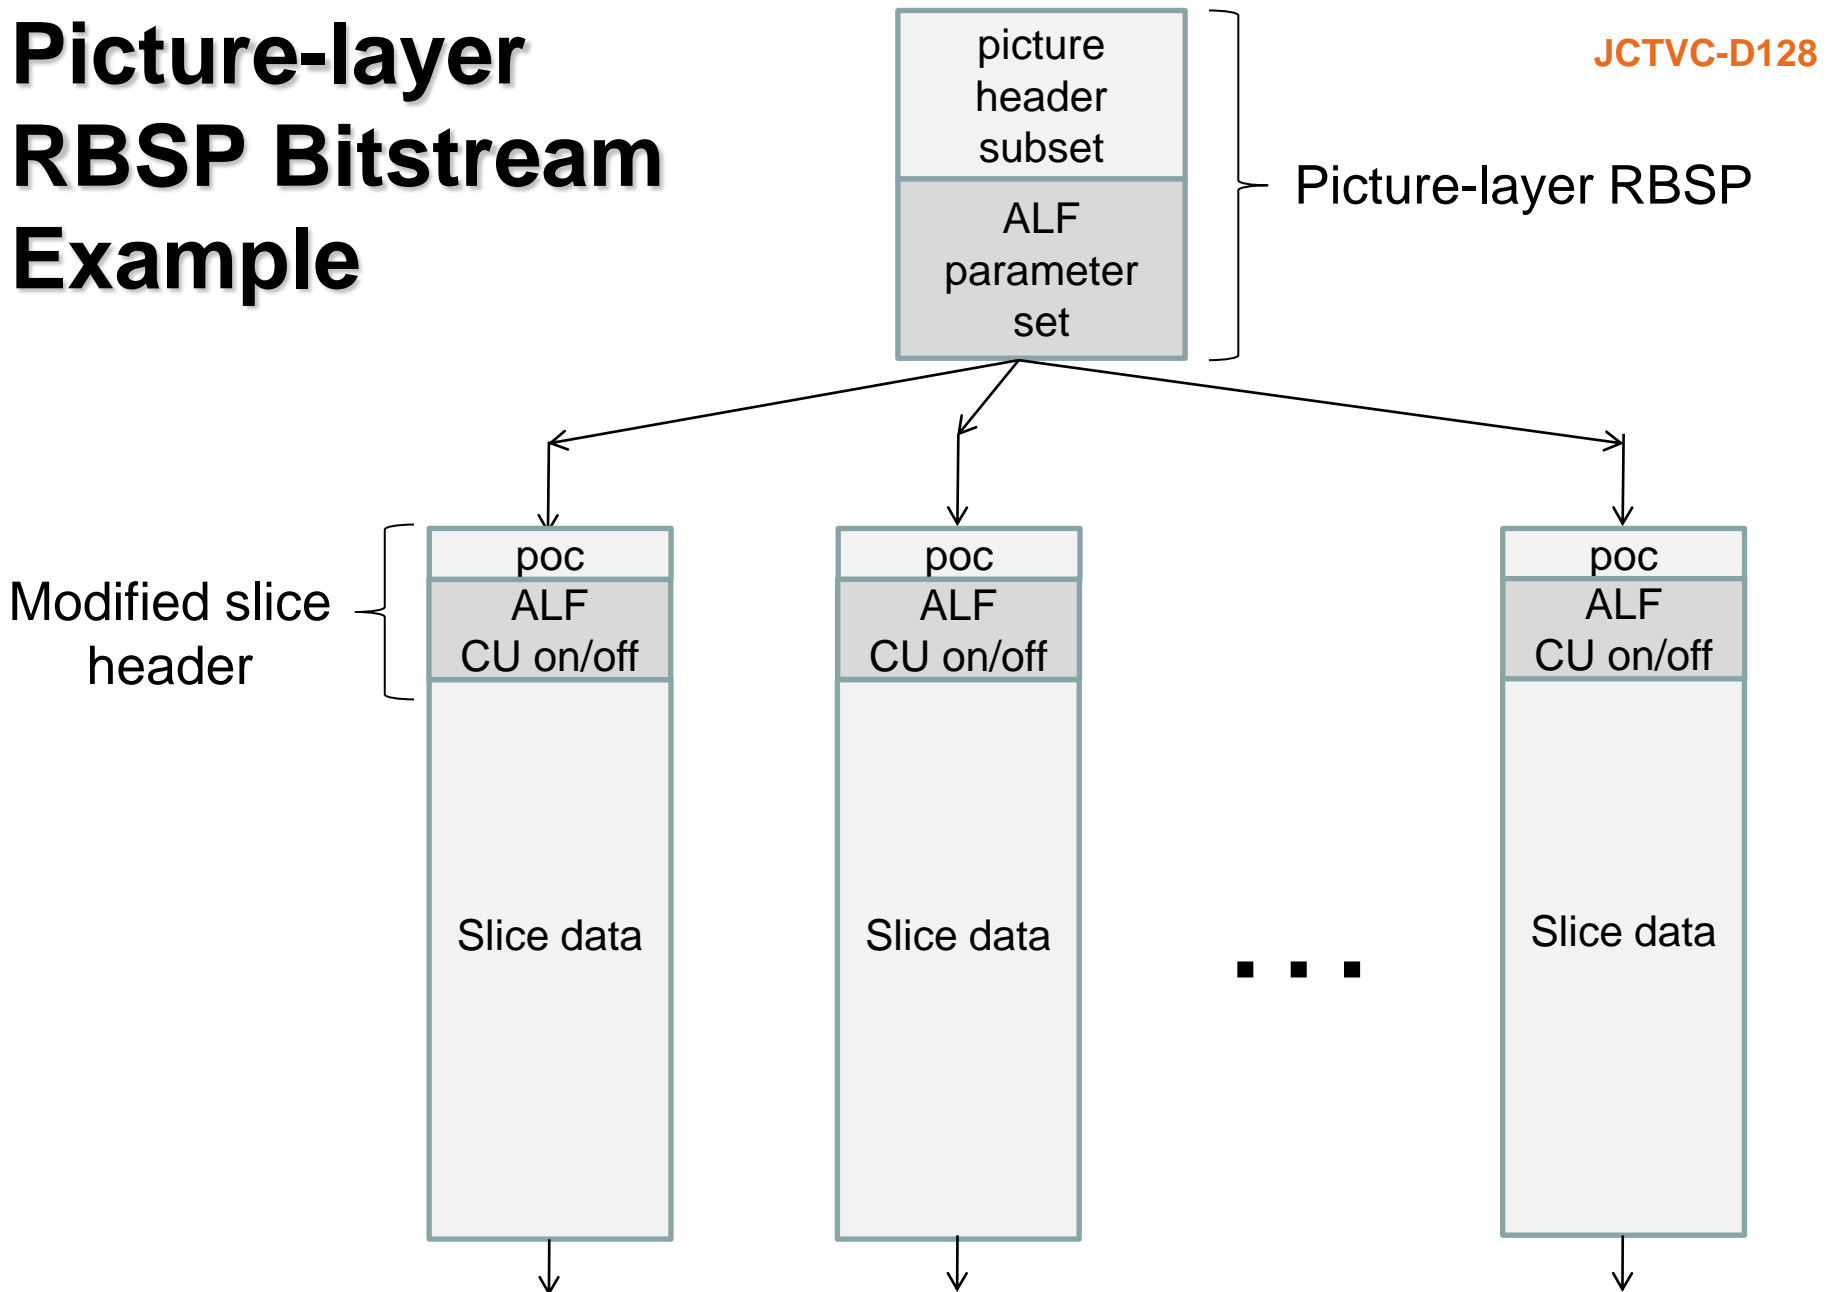 Picture-layer
RBSP Bitstream
Example
JCTVC-D128
picture
header
subset
ALF
parameter
set
Picture-layer RBSP
Modified slice
header
poc
ALF
CU on/off
Slice data
poc
ALF
CU on/off
Slice data
. . .
poc
ALF
CU on/off
Slice data